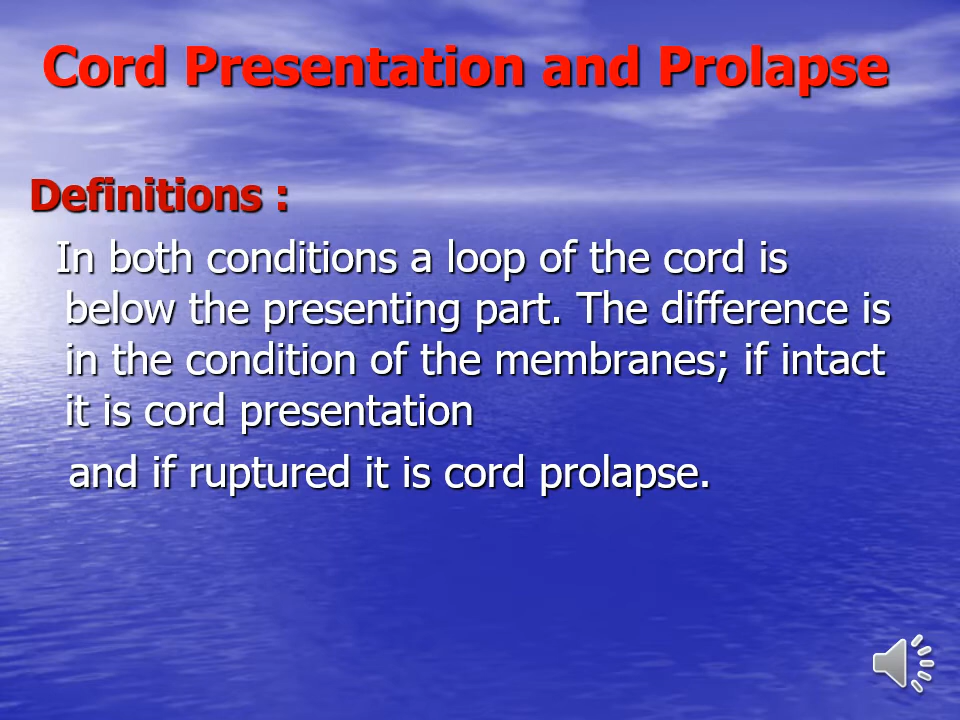 Cord Presentation and Prolapse
Definitions :
In both conditions a loop of the cord is
below the presenting part. The difference is
in the condition of the membranes; if intact
it is cord presentation
and if ruptured it is cord prolapse.